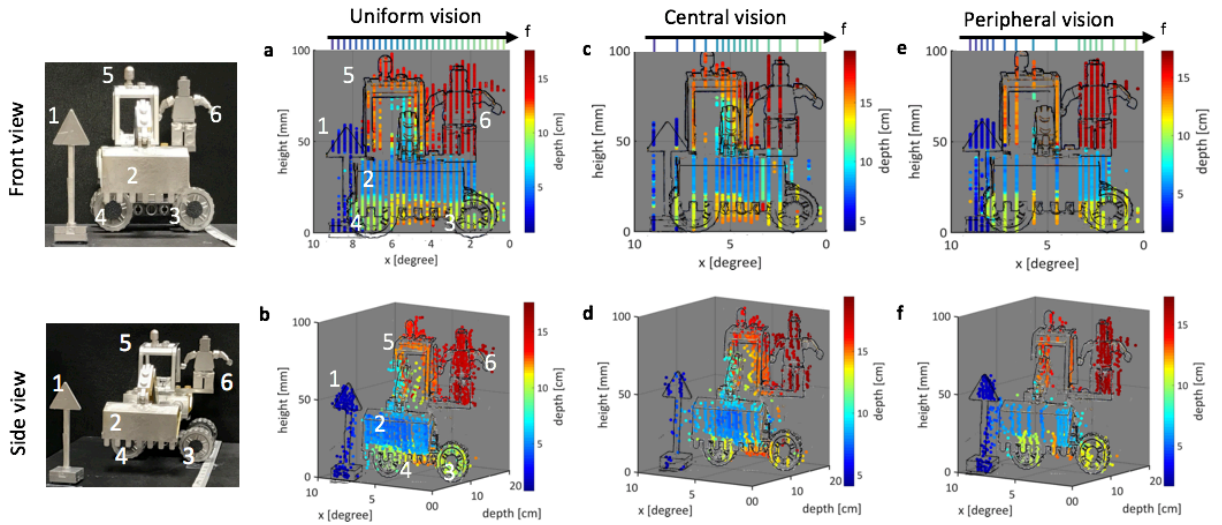 Uniform vision
Central vision
Peripheral vision
f
f
f
Front view
1
5
6
2
4
3
a
100
50
0
height [mm]
1
5
6
2
4
3
10
8
6
4
2
0
x [degree]
15
10
5
depth [cm]
c
100
50
0
height [mm]
10
5
0
x [degree]
15
10
5
depth [cm]
e
100
50
0
height [mm]
10
5
0
x [degree]
15
10
5
depth [cm]
Side view
1
5
6
2
4
3
b
100
50
0
height [mm]
1
5
6
2
4
3
10
5
00
10
20
x [degree]
depth [cm]
15
10
5
depth [cm]
d
100
50
0
height [mm]
10
5
00
10
20
x [degree]
depth [cm]
15
10
5
depth [cm]
f
100
50
0
height [mm]
10
5
00
10
20
x [degree]
depth [cm]
15
10
5
depth [cm]